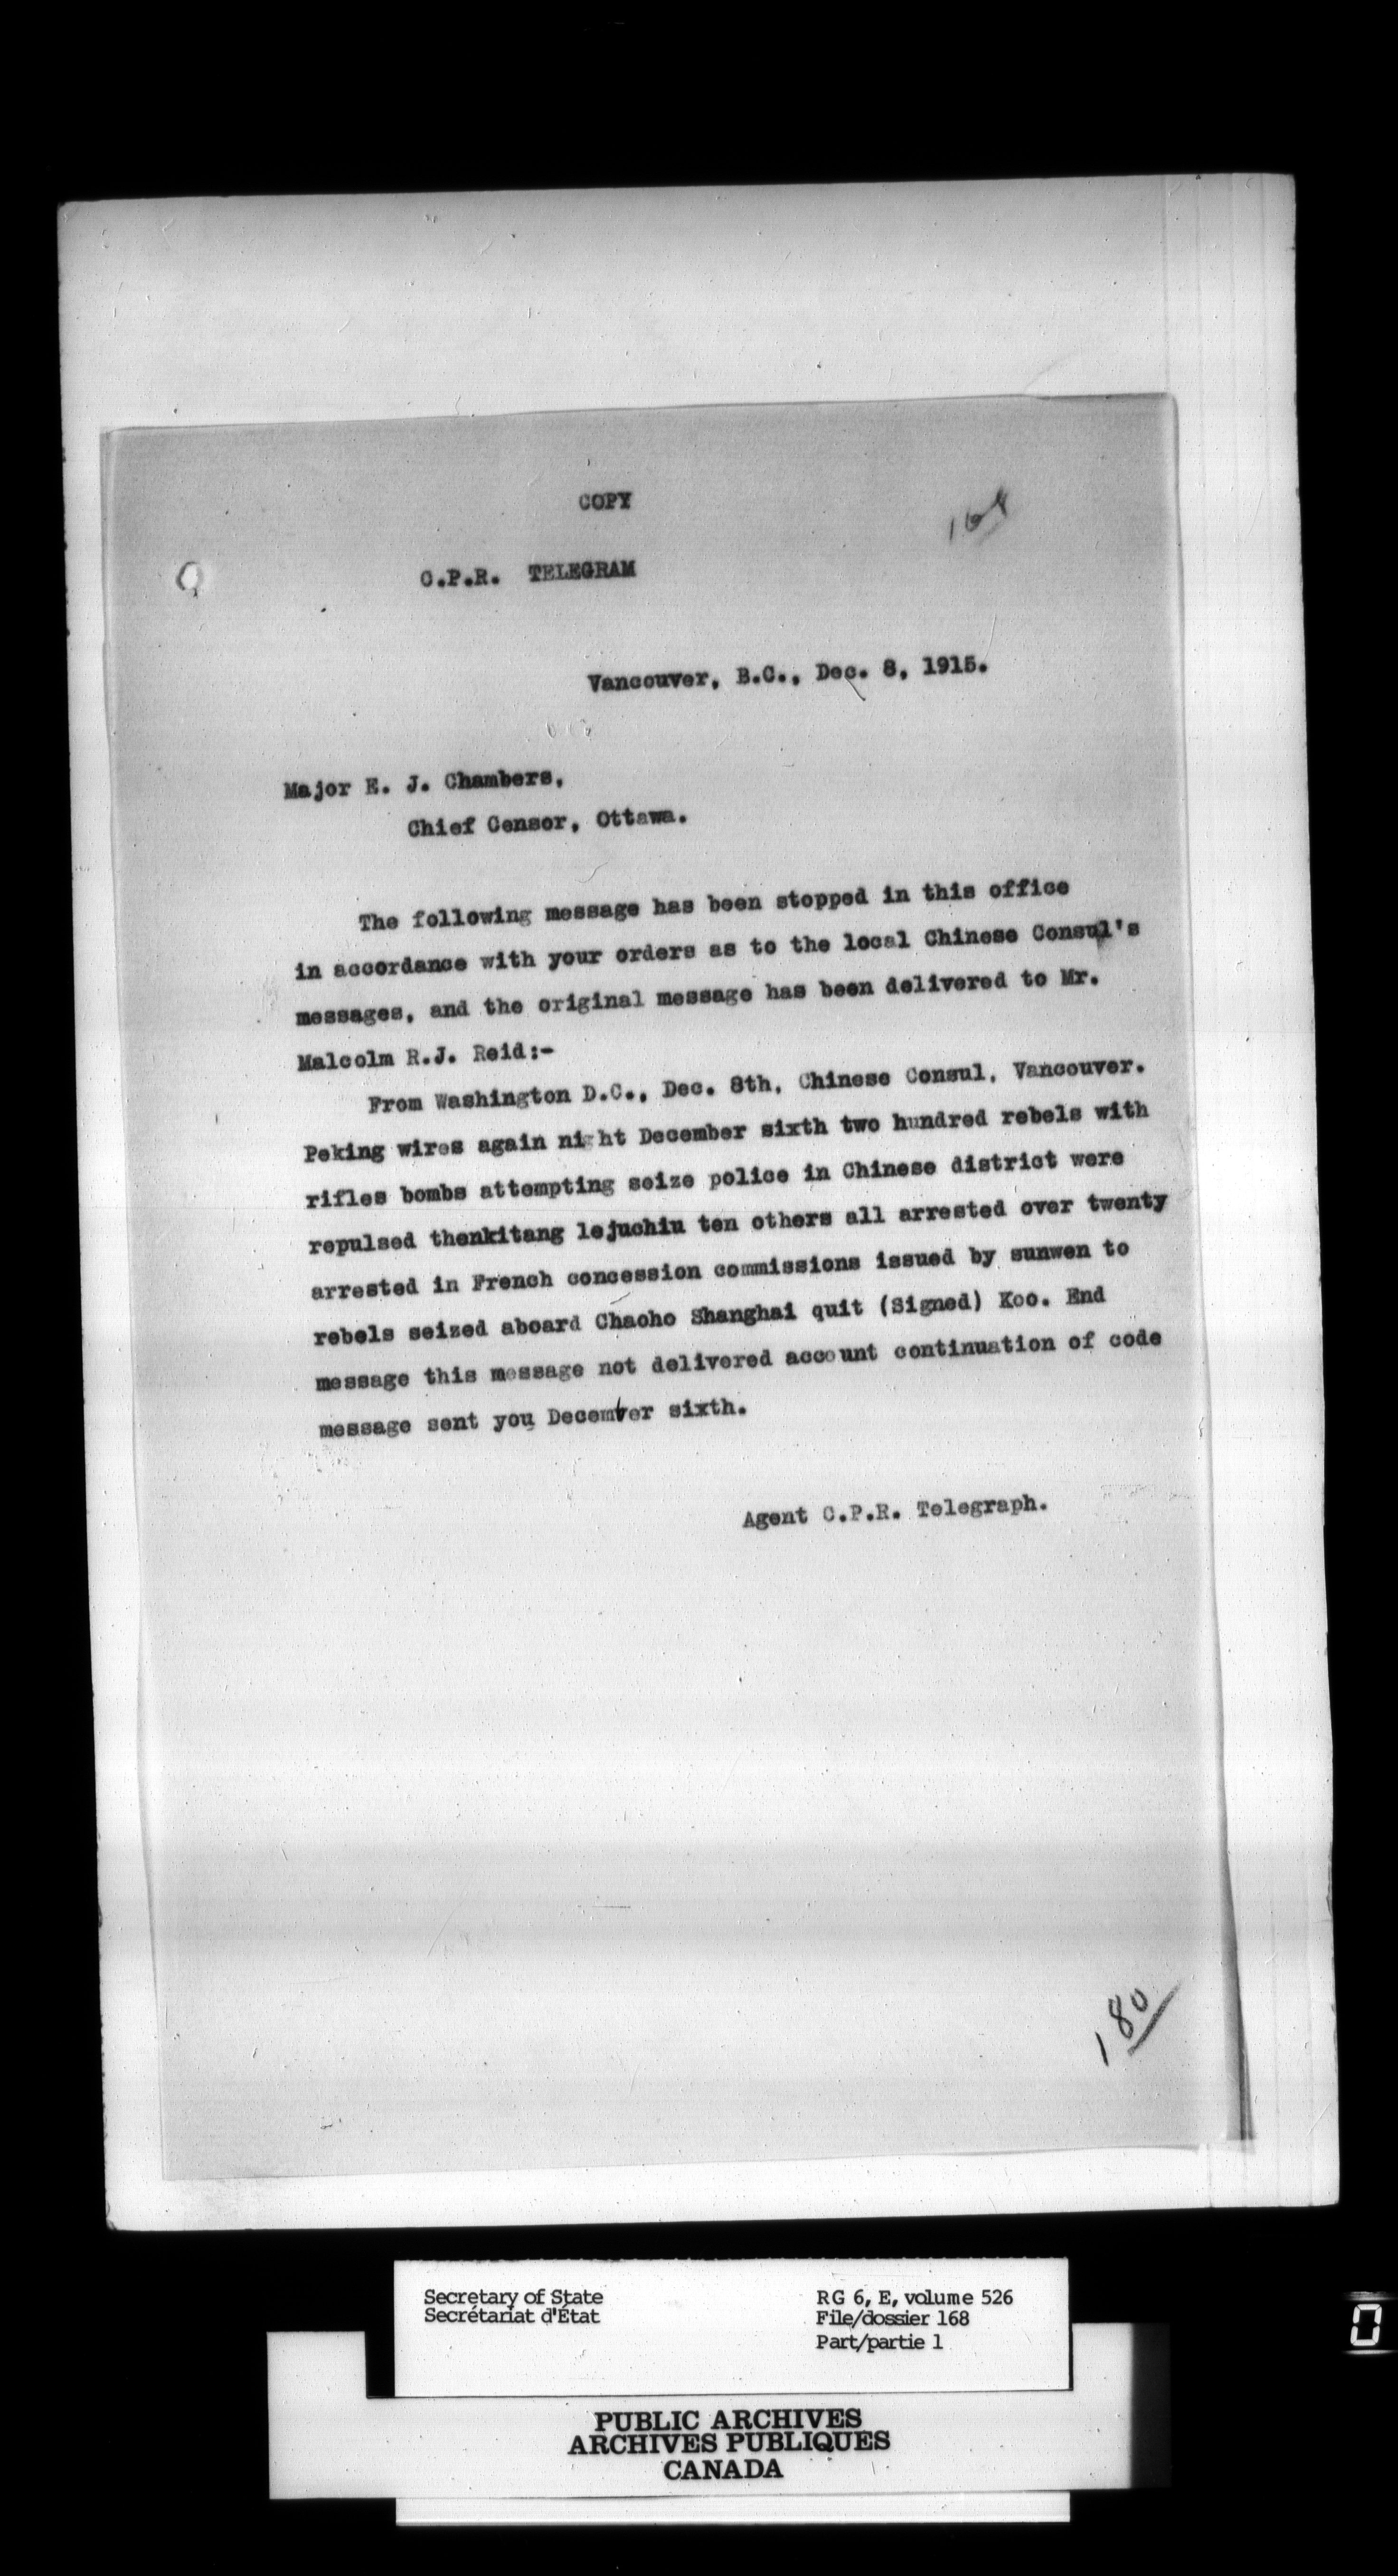 COPY
168
C.P.R. TELEGRAM
Vancouver, B.C., Dec. 8, 1915.
Major E. J. Chambers,
Chief Censor, Ottawa.
The following message has been stopped in this office
in accordance with your orders as to the local Chinese Consul's
messages, and the original message has been delivered to Mr.
Malcolm R.J. Reid:-
From Washington D.C., Dec. 8th, Chinese Consul, Vancouver.
Peking wires again night December sixth two hundred rebels with
rifles bombs attempting seize police in Chinese district were
repulsed thenkitang lejuchiu ten others all arrested over twenty
arrested in French concession commissions issued by sunwen to
rebels seized aboard Chaoho Shanghai quit (Signed) Koo. End
message this message not delivered account continuation of code
message sent you December sixth.
Agent C.P.R. Telegraph.
180
Secretary of State
Secrétariat d'État
RG 6, E, volume 526
File/dossier 168
Part/partie 1
0
PUBLIC ARCHIVES
ARCHIVES PUBLIQUES
CANADA